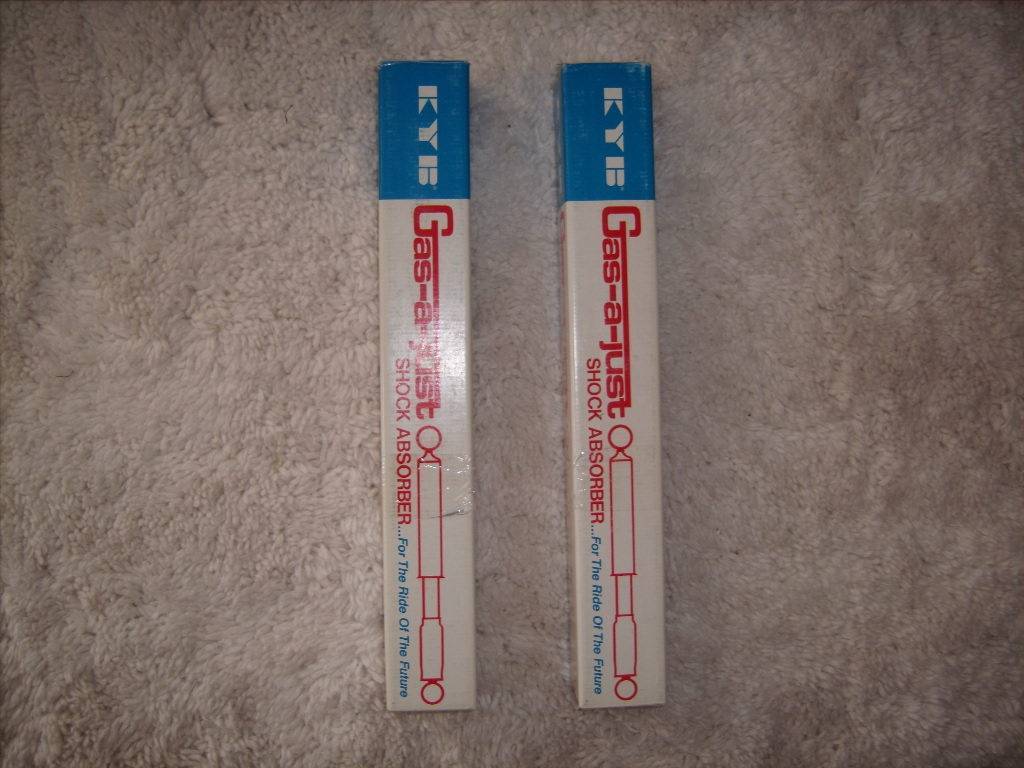 KYB®
Gas-a-just
SHOCK ABSORBER...For The Ride Of The Future
KYB®
Gas-a-just
SHOCK ABSORBER...For The Ride Of The Future